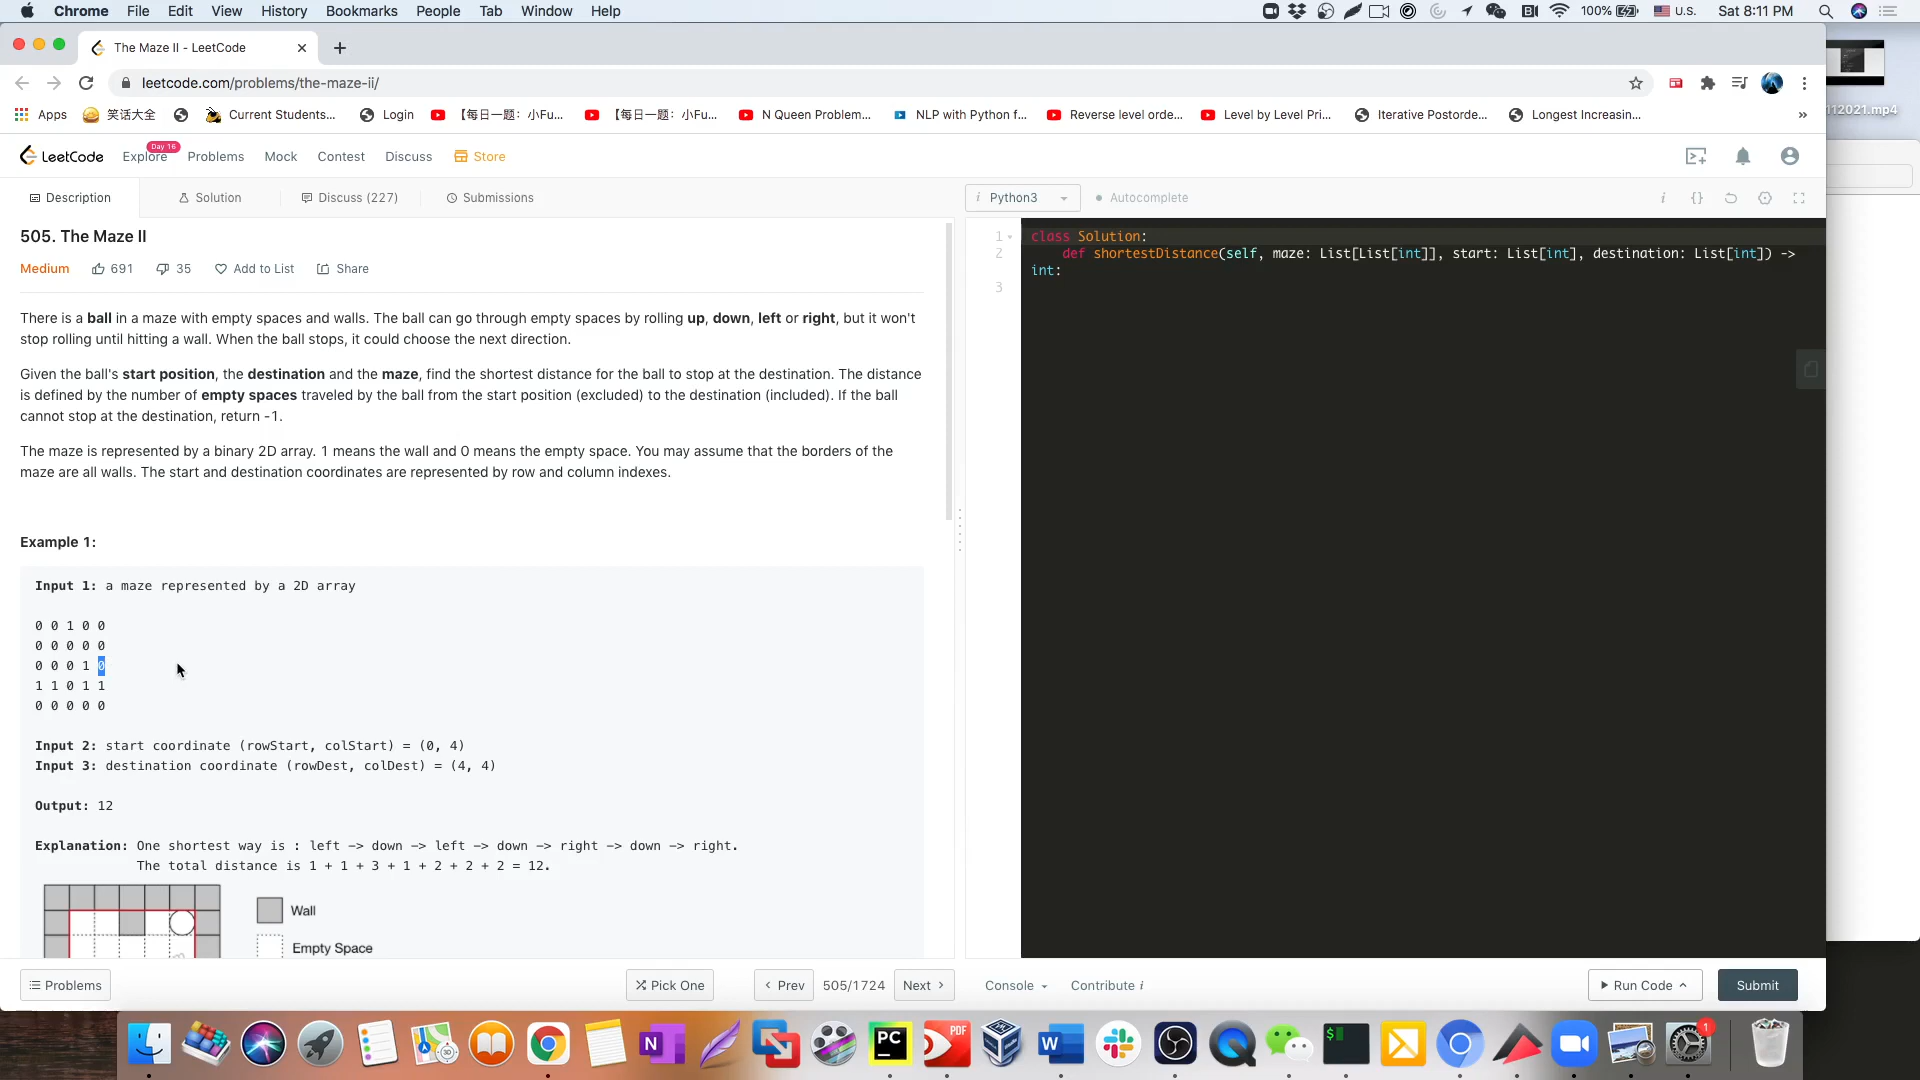 Chrome File Edit View History Bookmarks People Tab Window Help 100% U.S. Sat 8:11 PM
The Maze II - LeetCode
leetcode.com/problems/the-maze-ii/
112021.mp4
Apps 笑话大全 Current Students... Login 【每日一题：小Fu... 【每日一题：小Fu... N Queen Problem... NLP with Python f... Reverse level orde... Level by Level Pri... Iterative Postorde... Longest Increasin... »
LeetCode Explore Day 16 Problems Mock Contest Discuss Store
Description Solution Discuss (227) Submissions
i Python3 Autocomplete i {}
505. The Maze II
Medium 691 35 Add to List Share
There is a ball in a maze with empty spaces and walls. The ball can go through empty spaces by rolling up, down, left or right, but it won't
stop rolling until hitting a wall. When the ball stops, it could choose the next direction.
Given the ball's start position, the destination and the maze, find the shortest distance for the ball to stop at the destination. The distance
is defined by the number of empty spaces traveled by the ball from the start position (excluded) to the destination (included). If the ball
cannot stop at the destination, return -1.
The maze is represented by a binary 2D array. 1 means the wall and 0 means the empty space. You may assume that the borders of the
maze are all walls. The start and destination coordinates are represented by row and column indexes.
Example 1:
Input 1: a maze represented by a 2D array
0 0 1 0 0
0 0 0 0 0
0 0 0 1 0
1 1 0 1 1
0 0 0 0 0
Input 2: start coordinate (rowStart, colStart) = (0, 4)
Input 3: destination coordinate (rowDest, colDest) = (4, 4)
Output: 12
Explanation: One shortest way is : left -> down -> left -> down -> right -> down -> right.
The total distance is 1 + 1 + 3 + 1 + 2 + 2 + 2 = 12.
Wall
Empty Space
1 class Solution:
2 def shortestDistance(self, maze: List[List[int]], start: List[int], destination: List[int]) ->
int:
3
Problems Pick One Prev 505/1724 Next Console Contribute i Run Code Submit
30 N PC PDF W $ 1